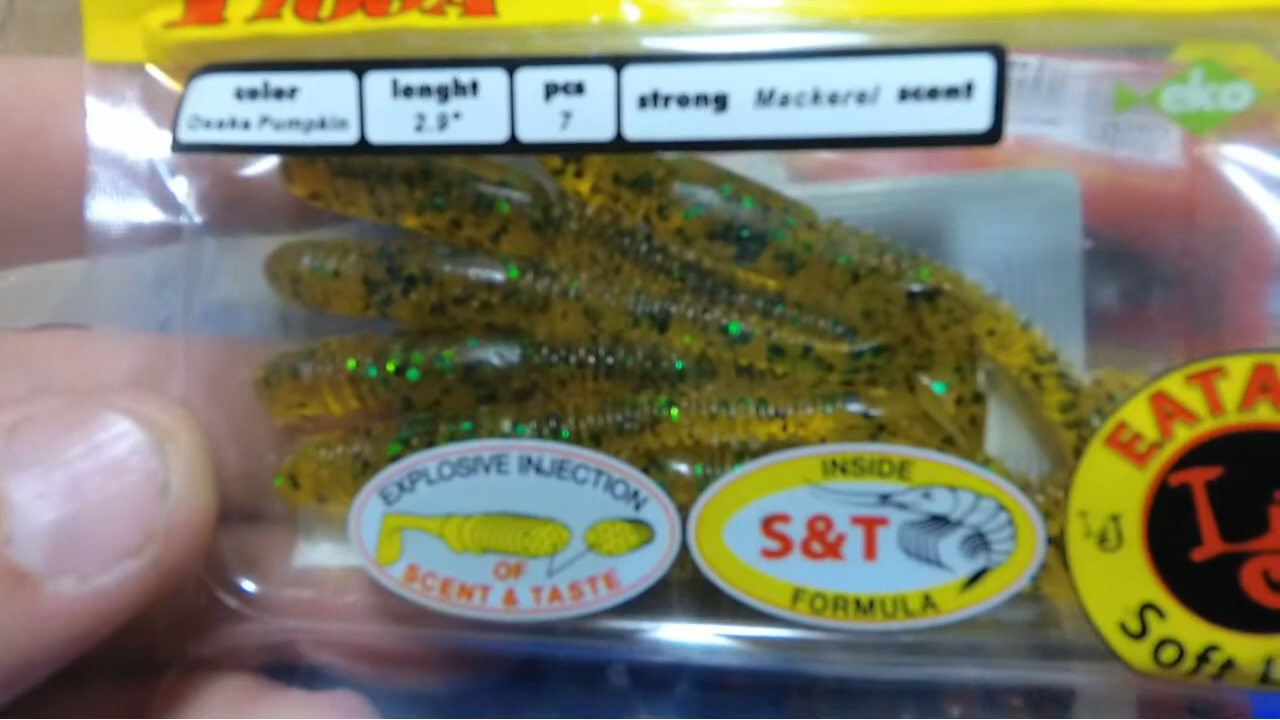 color
Osaka Pumpkin
lenght
2.9"
pcs
7
strong Mackerel scent
eko
EXPLOSIVE INJECTION
OF
SCENT & TASTE
INSIDE
S&T
FORMULA
EATA
LJ
Soft